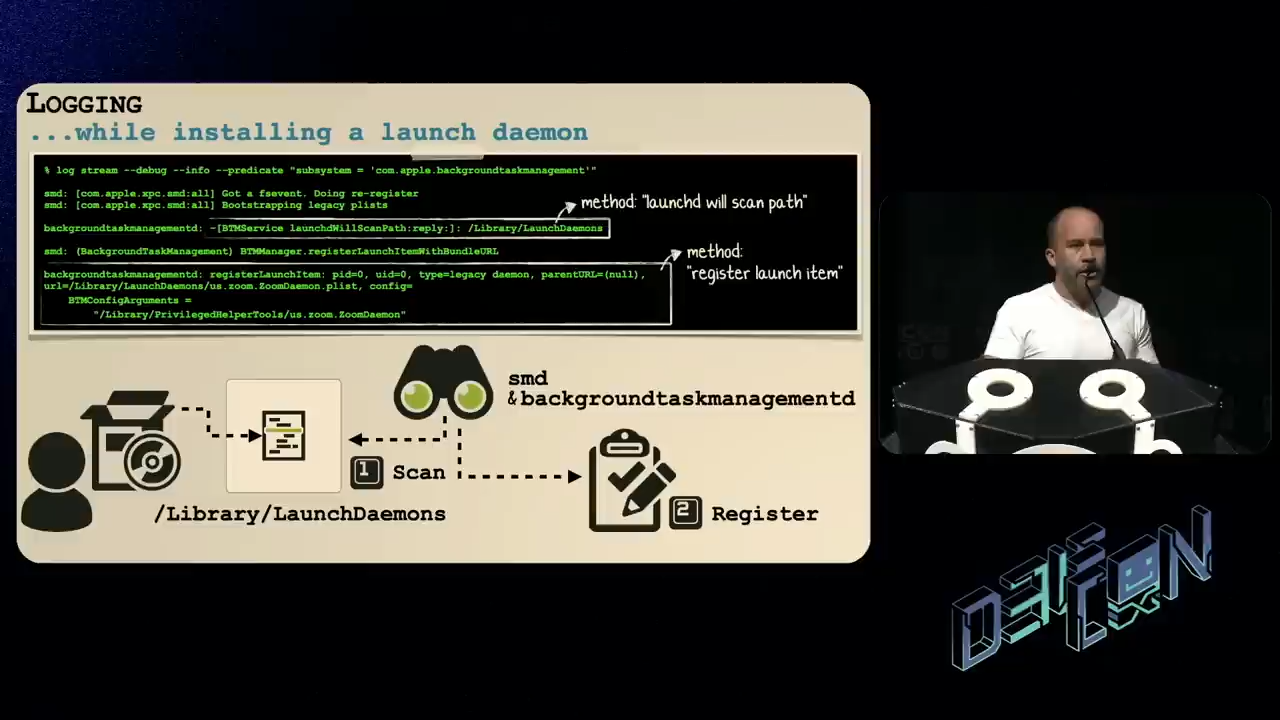 LOGGING
...while installing a launch daemon
% log stream --debug --info --predicate "subsystem = 'com.apple.backgroundtaskmanagement'"
smd: [com.apple.xpc.smd:all] Got a fsevent. Doing re-register
smd: [com.apple.xpc.smd:all] Bootstrapping legacy plists
method: "launchd will scan path"
backgroundtaskmanagementd: -[BTMService launchdWillScanPath:reply:]: /Library/LaunchDaemons
smd: (BackgroundTaskManagement) BTMManager.registerLaunchItemWithBundleURL
method:
"register launch item"
backgroundtaskmanagementd: registerLaunchItem: pid=0, uid=0, type=legacy daemon, parentURL=(null),
url=/Library/LaunchDaemons/us.zoom.ZoomDaemon.plist, config=
BTMConfigArguments =
"/Library/PrivilegedHelperTools/us.zoom.ZoomDaemon"
smd
&backgroundtaskmanagementd
1 Scan
/Library/LaunchDaemons
2 Register
DEF CON